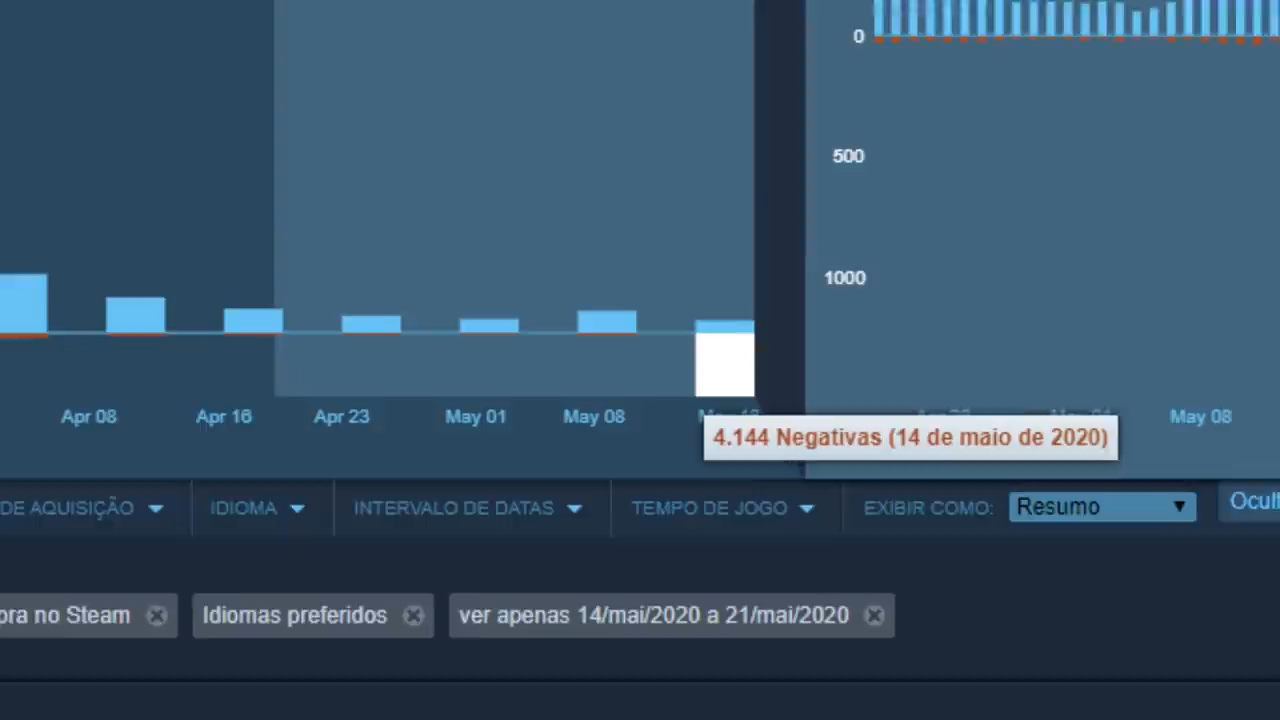 0
500
1000
Apr 08
Apr 16
Apr 23
May 01
May 08
May 08
4.144 Negativas (14 de maio de 2020)
DE AQUISIÇÃO
IDIOMA
INTERVALO DE DATAS
TEMPO DE JOGO
EXIBIR COMO:
Resumo
no Steam
Idiomas preferidos
ver apenas 14/mai/2020 a 21/mai/2020